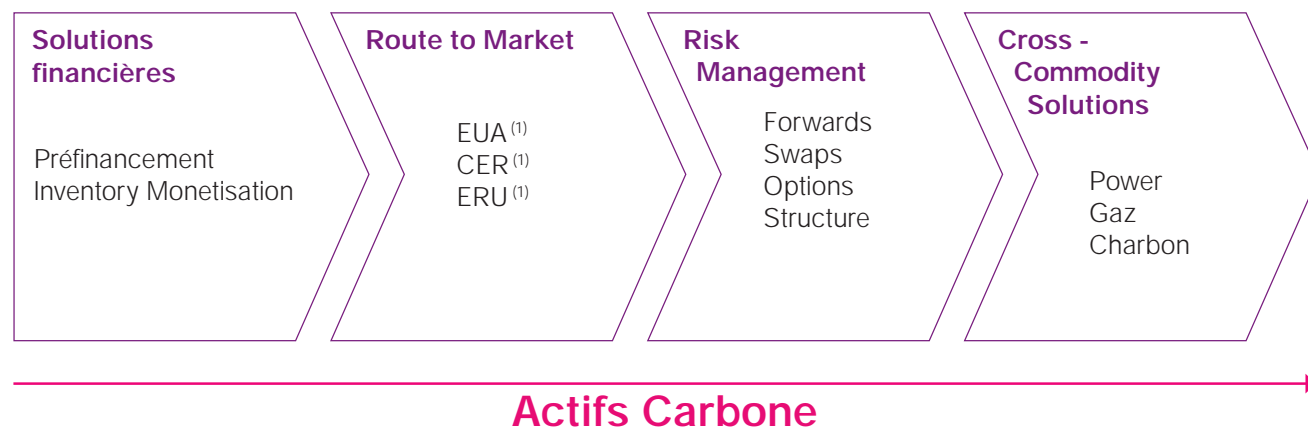 Solutions
financières
Préfinancement
Inventory Monetisation
Route to Market
EUA (1)
CER (1)
ERU (1)
Risk
Management
Forwards
Swaps
Options
Structure
Cross -
Commodity
Solutions
Power
Gaz
Charbon
Actifs Carbone